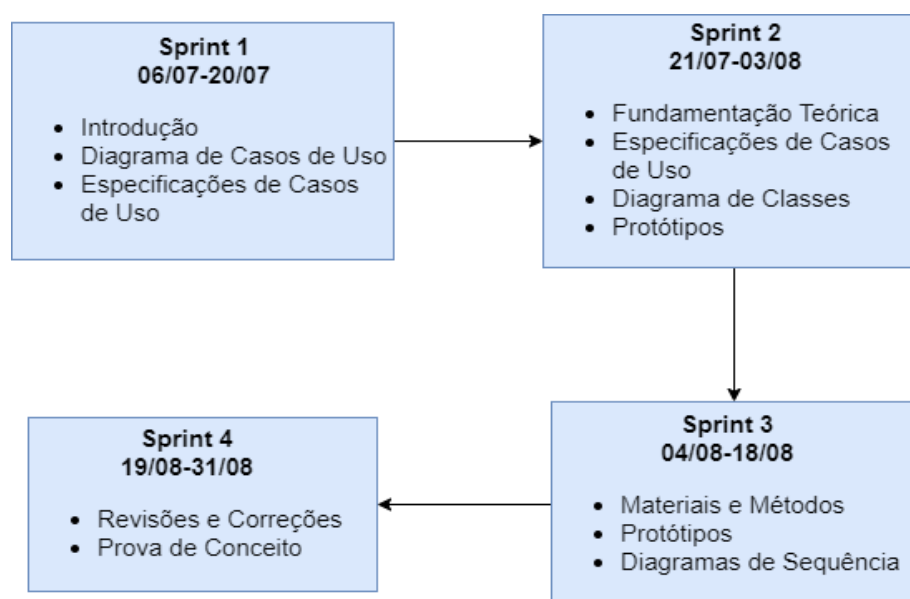 Sprint 1
06/07-20/07
• Introdução
• Diagrama de Casos de Uso
• Especificações de Casos
de Uso
Sprint 2
21/07-03/08
• Fundamentação Teórica
• Especificações de Casos
de Uso
• Diagrama de Classes
• Protótipos
Sprint 3
04/08-18/08
• Materiais e Métodos
• Protótipos
• Diagramas de Sequência
Sprint 4
19/08-31/08
• Revisões e Correções
• Prova de Conceito